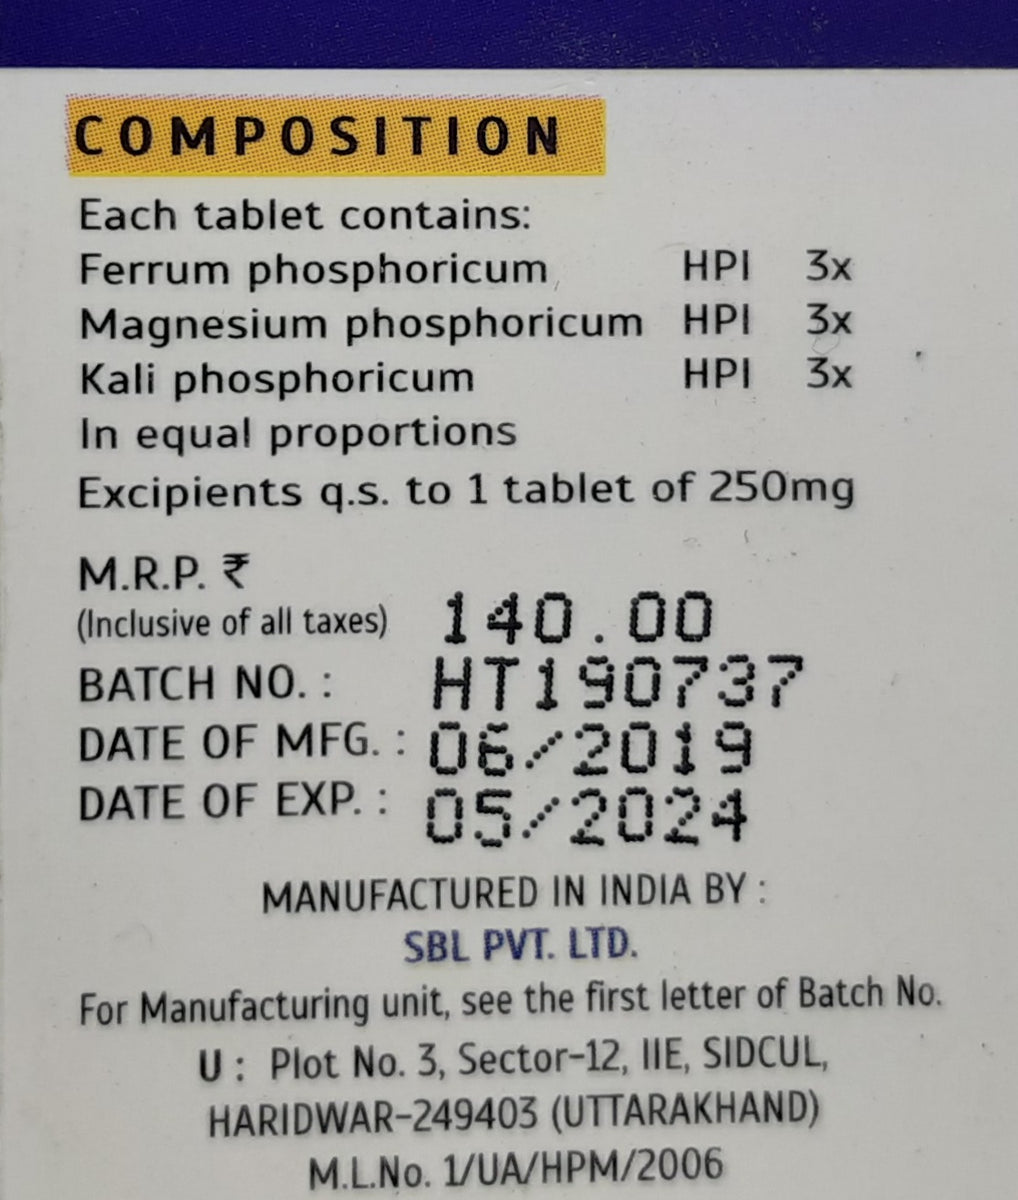 COMPOSITION
Each tablet contains:
Ferrum phosphoricum HPI 3x
Magnesium phosphoricum HPI 3x
Kali phosphoricum HPI 3x
In equal proportions
Excipients q.s. to 1 tablet of 250mg
M.R.P. ₹
(Inclusive of all taxes) 140.00
BATCH NO. : HT190737
DATE OF MFG. : 06/2019
DATE OF EXP. : 05/2024
MANUFACTURED IN INDIA BY :
SBL PVT. LTD.
For Manufacturing unit, see the first letter of Batch No.
U : Plot No. 3, Sector-12, IIE, SIDCUL,
HARIDWAR-249403 (UTTARAKHAND)
M.L.No. 1/UA/HPM/2006